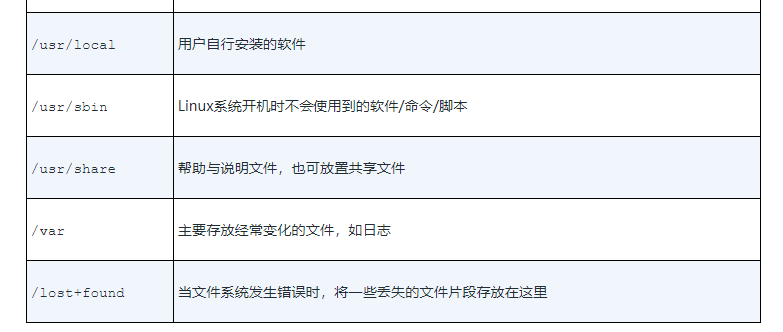 /usr/local 用户自行安装的软件
/usr/sbin Linux系统开机时不会使用到的软件/命令/脚本
/usr/share 帮助与说明文件，也可放置共享文件
/var 主要存放经常变化的文件，如日志
/lost+found 当文件系统发生错误时，将一些丢失的文件片段存放在这里